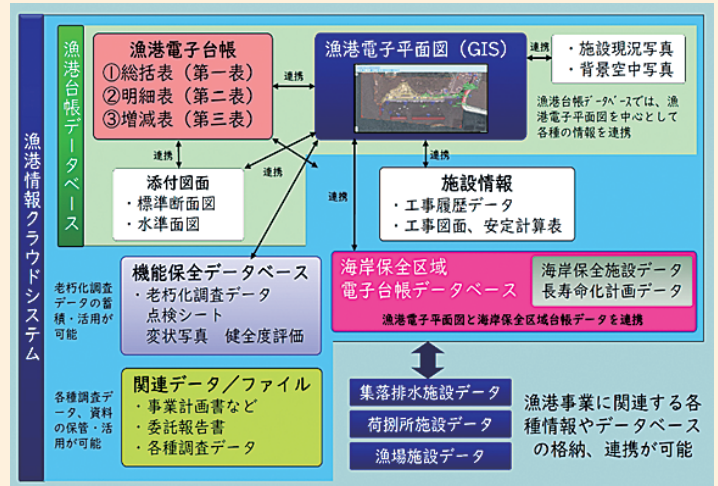 漁港情報クラウドシステム
漁港台帳データベース
漁港電子台帳
①総括表（第一表）
②明細表（第二表）
③増減表（第三表）
連携
漁港電子平面図（GIS）
連携
・施設現況写真
・背景空中写真
漁港台帳データベースでは、漁
港電子平面図を中心として
各種の情報を連携
連携
連携
連携
連携
連携
添付図面
・標準断面図
・水準面図
施設情報
・工事履歴データ
・工事図面、安定計算表
老朽化調査
データの蓄
積・活用が
可能
機能保全データベース
・老朽化調査データ
点検シート
変状写真　健全度評価
海岸保全区域
電子台帳データベース
海岸保全施設データ
長寿命化計画データ
漁港電子平面図と海岸保全区域台帳データを連携
各種調査デ
ータ、資料
の保管・活
用が可能
関連データ／ファイル
・事業計画書など
・委託報告書
・各種調査データ
集落排水施設データ
荷捌所施設データ
漁場施設データ
漁港事業に関連する各
種情報やデータベース
の格納、連携が可能